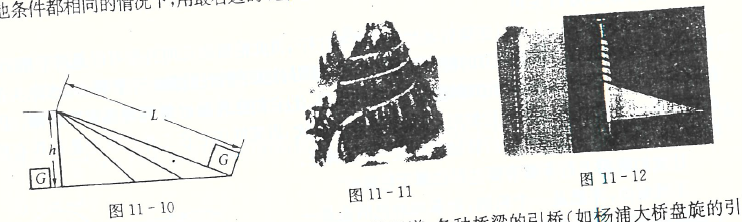 他条件都相同的情况下,用最省
L
h
G
G
图 11-10
图 11-11
图 11-12
各种桥梁的引桥(如杨浦大桥盘旋的引